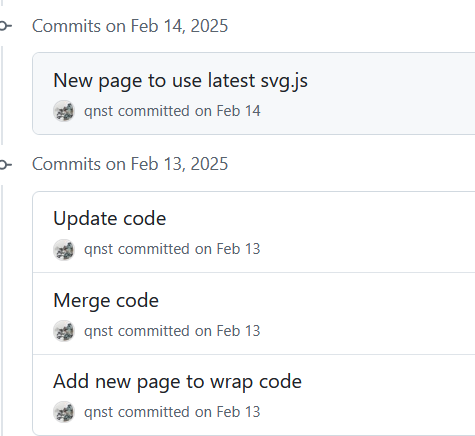 Commits on Feb 14, 2025
New page to use latest svg.js
qnst committed on Feb 14
Commits on Feb 13, 2025
Update code
qnst committed on Feb 13
Merge code
qnst committed on Feb 13
Add new page to wrap code
qnst committed on Feb 13